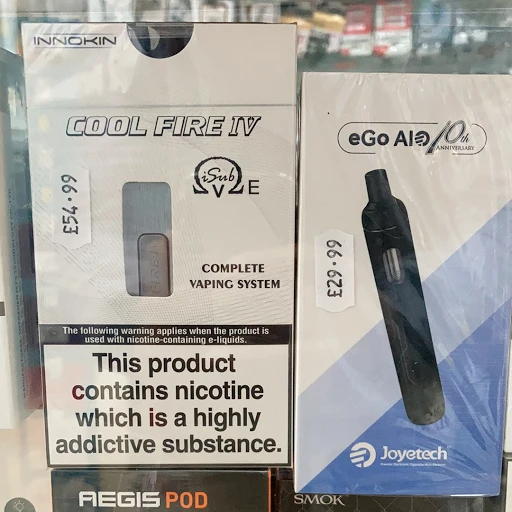 INNOKIN
COOL FIRE IV
iSub
V E
£54.99
COMPLETE
VAPING SYSTEM
The following warning applies when the product is
used with nicotine-containing e-liquids.
This product
contains nicotine
which is a highly
addictive substance.
eGo AIO 10th
ANNIVERSARY
£29.99
Joyetech
AEGIS POD
SMOK